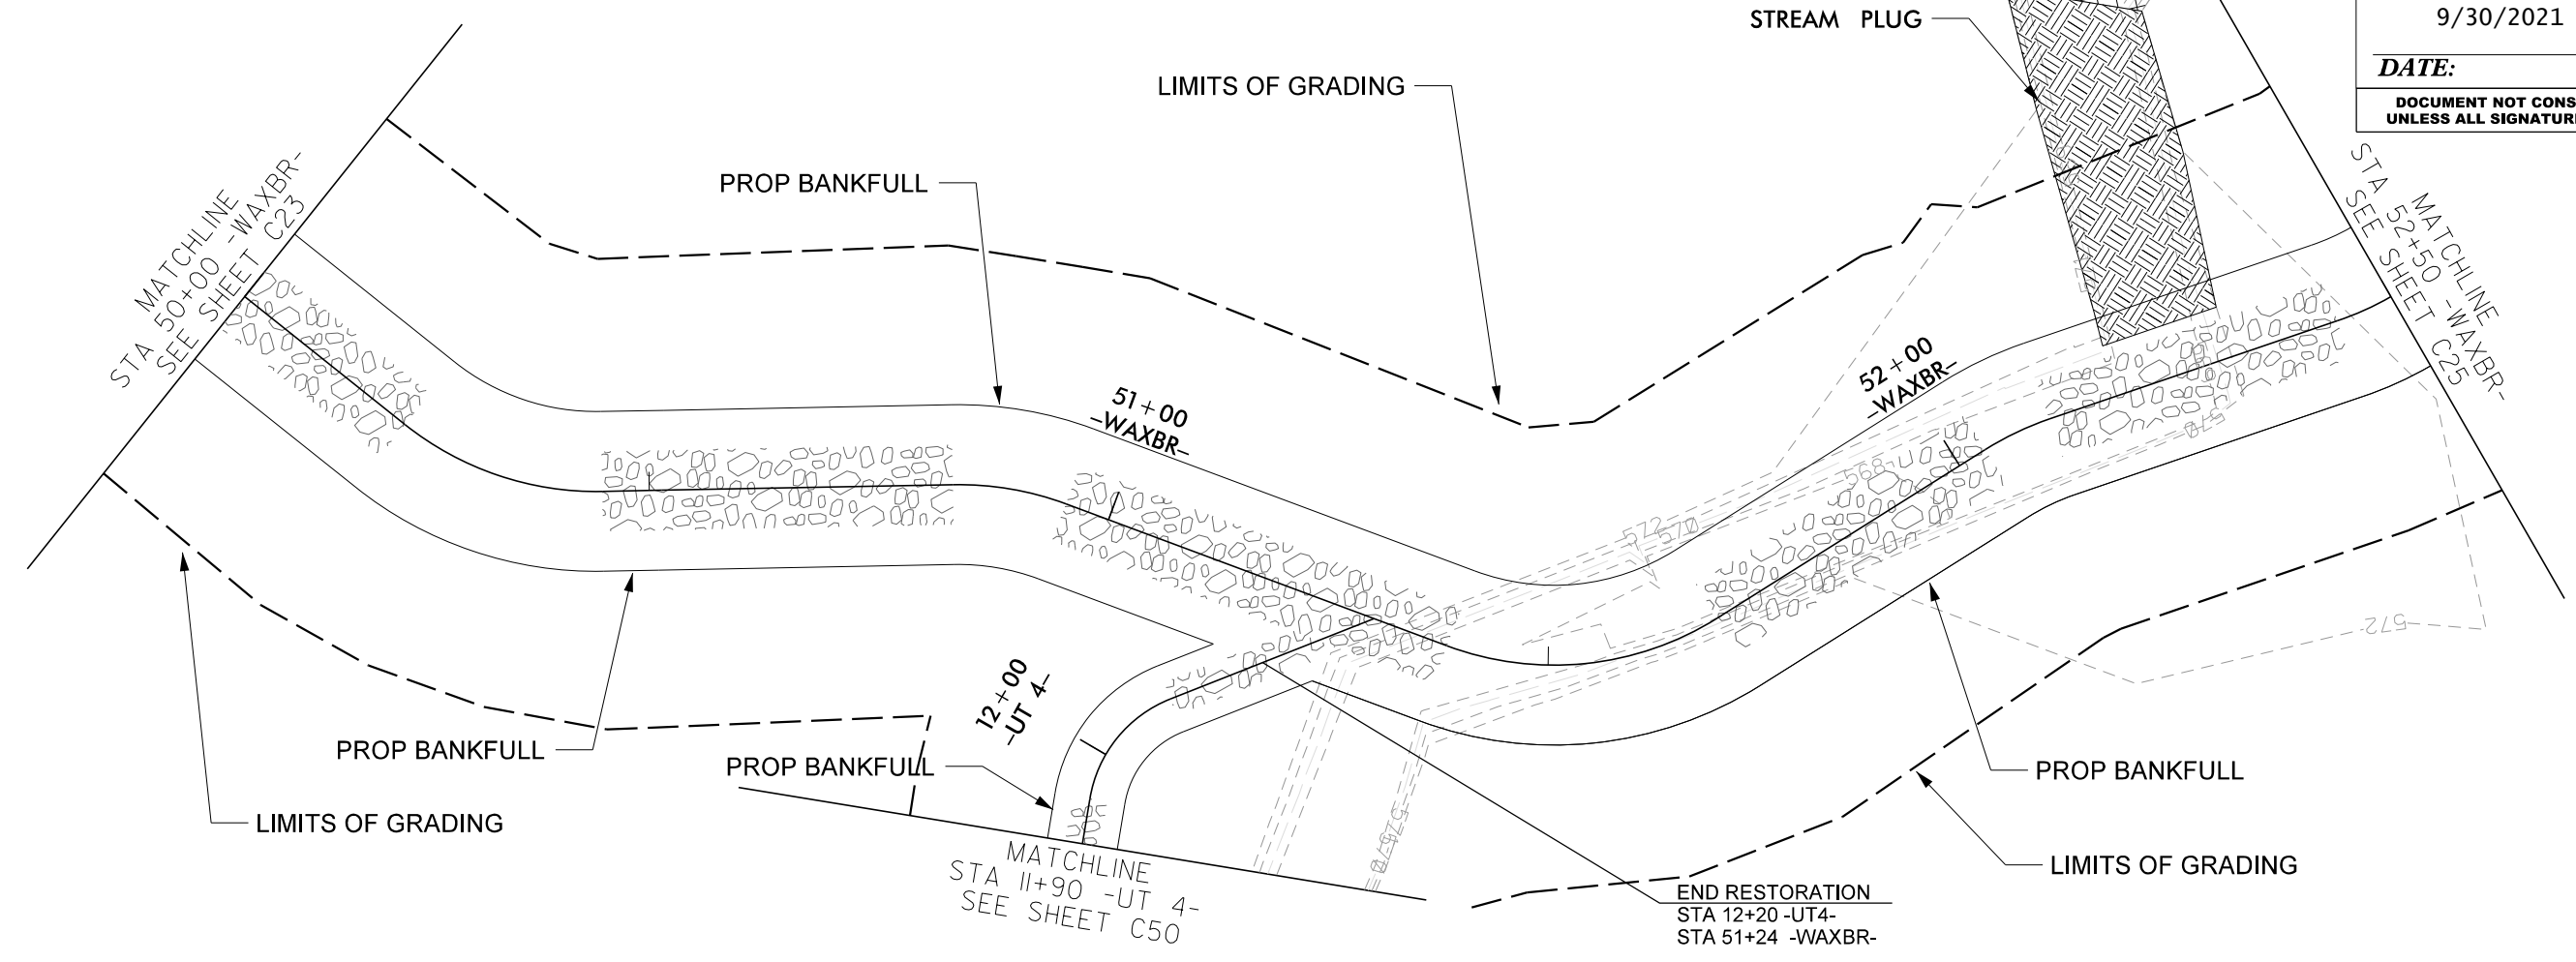 STREAM PLUG
9/30/2021
DATE:
DOCUMENT NOT CONS
UNLESS ALL SIGNATUR
LIMITS OF GRADING
PROP BANKFULL
MATCHLINE
STA 50+00 -WAXBR-
SEE SHEET C23
MATCHLINE
STA 52+50 -WAXBR-
SEE SHEET C25
51+00
-WAXBR-
52+00
-WAXBR-
568
570
572
570
572
12+00
-UT 4-
PROP BANKFULL
PROP BANKFULL
PROP BANKFULL
LIMITS OF GRADING
LIMITS OF GRADING
MATCHLINE
STA 11+90 -UT 4-
SEE SHEET C50
END RESTORATION
STA 12+20 -UT4-
STA 51+24 -WAXBR-